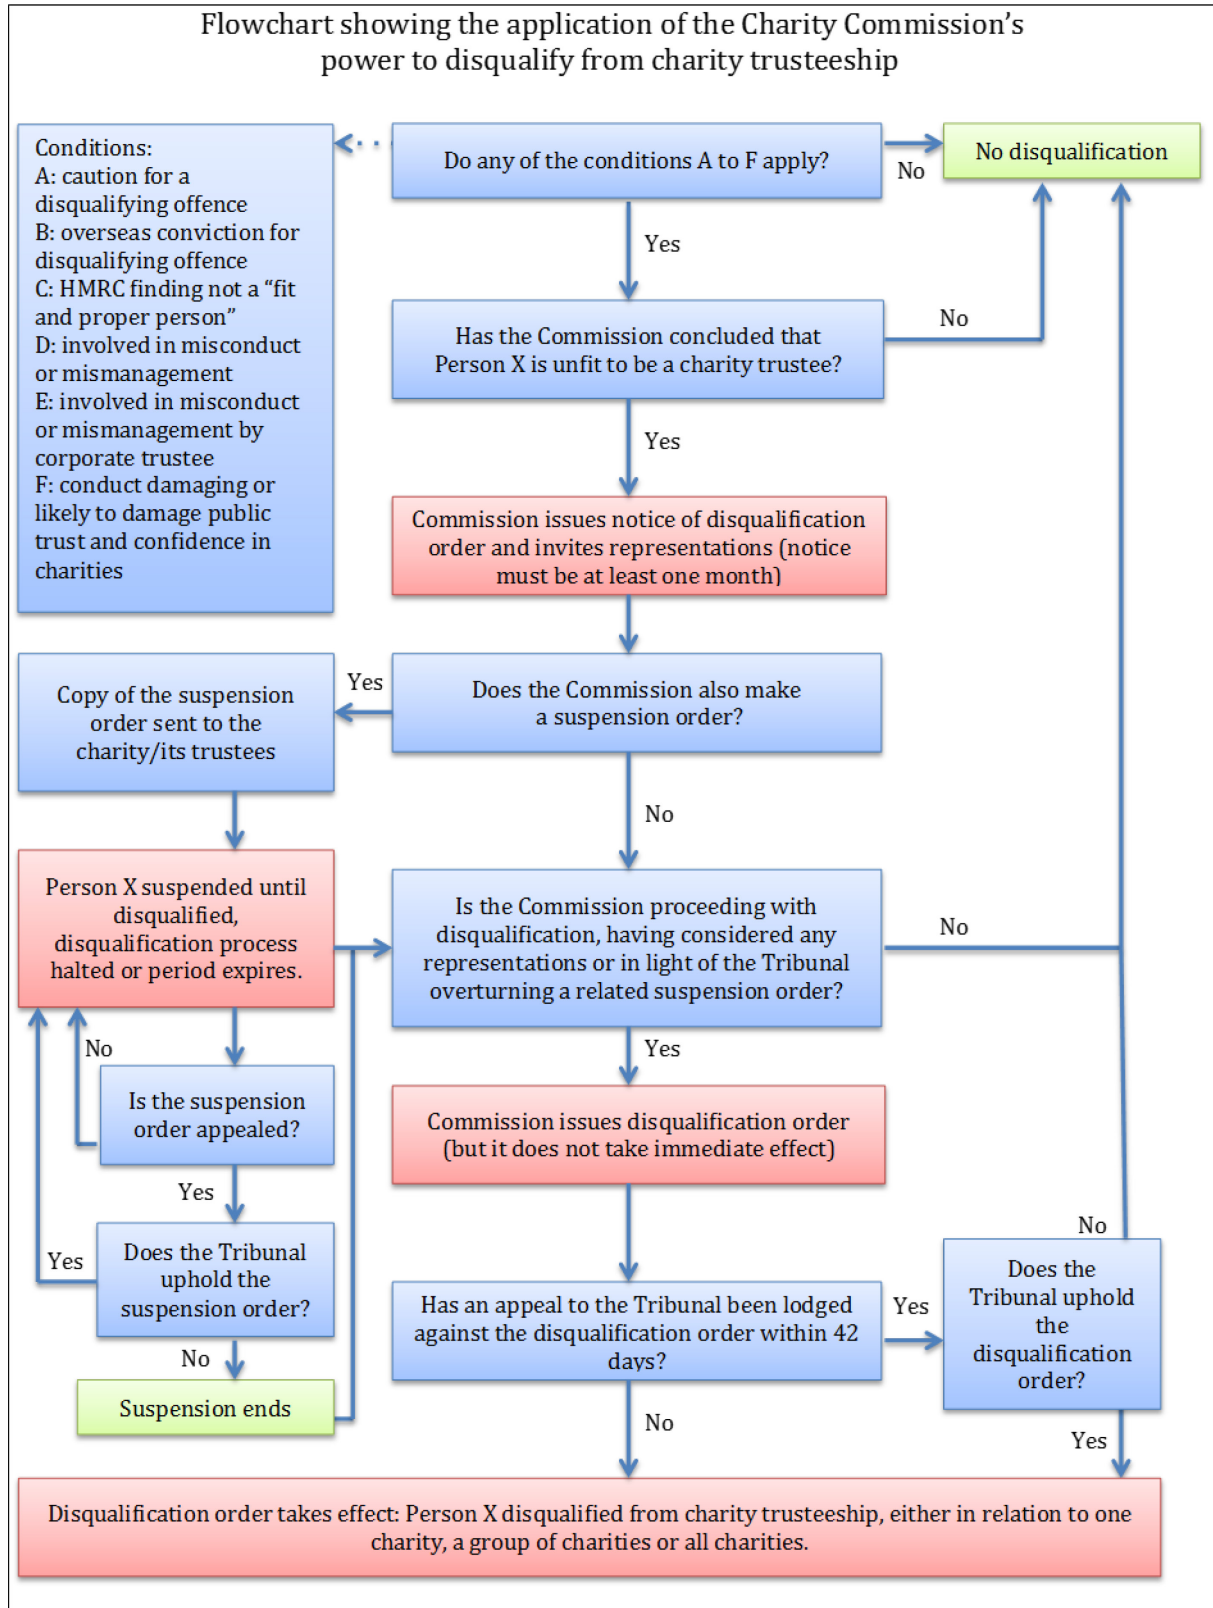 Flowchart showing the application of the Charity Commission’s
power to disqualify from charity trusteeship
Conditions:
A: caution for a
disqualifying offence
B: overseas conviction for
disqualifying offence
C: HMRC finding not a “fit
and proper person”
D: involved in misconduct
or mismanagement
E: involved in misconduct
or mismanagement by
corporate trustee
F: conduct damaging or
likely to damage public
trust and confidence in
charities
Do any of the conditions A to F apply?
No
No disqualification
Yes
Has the Commission concluded that
Person X is unfit to be a charity trustee?
No
Yes
Commission issues notice of disqualification
order and invites representations (notice
must be at least one month)
Does the Commission also make
a suspension order?
Yes
Copy of the suspension
order sent to the
charity/its trustees
No
Person X suspended until
disqualified,
disqualification process
halted or period expires.
Is the Commission proceeding with
disqualification, having considered any
representations or in light of the Tribunal
overturning a related suspension order?
No
No
Is the suspension
order appealed?
Yes
Yes
Does the Tribunal
uphold the
suspension order?
No
Suspension ends
Yes
Commission issues disqualification order
(but it does not take immediate effect)
Has an appeal to the Tribunal been lodged
against the disqualification order within 42
days?
Yes
No
Does the
Tribunal uphold
the
disqualification
order?
No
Yes
Disqualification order takes effect: Person X disqualified from charity trusteeship, either in relation to one
charity, a group of charities or all charities.